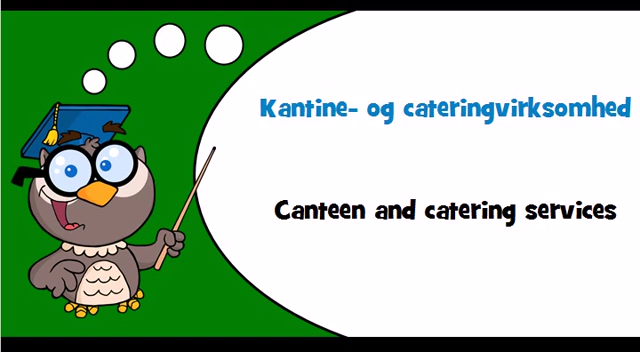 Kantine- og cateringvirksomhed
Canteen and catering services